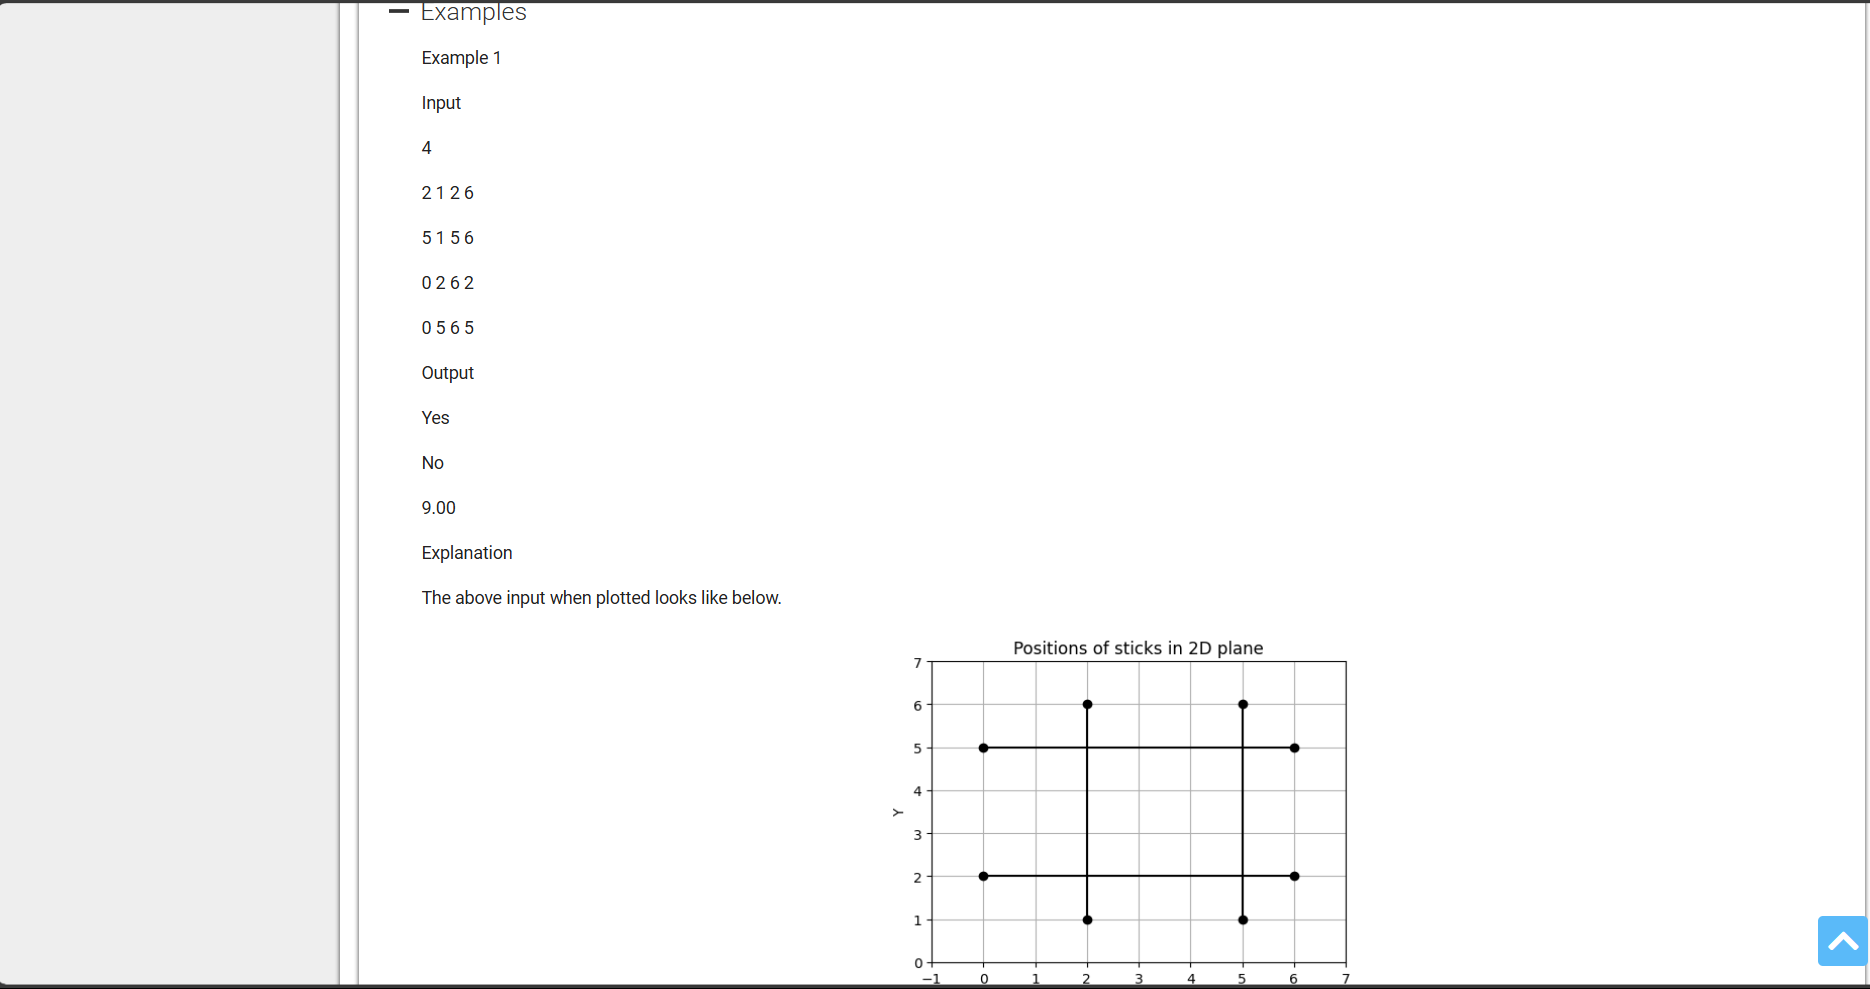 Examples
Example 1
Input
4
2 1 2 6
5 1 5 6
0 2 6 2
0 5 6 5
Output
Yes
No
9.00
Explanation
The above input when plotted looks like below.
Positions of sticks in 2D plane
7
6
5
4
3
2
1
0
Y
−1 0 1 2 3 4 5 6 7